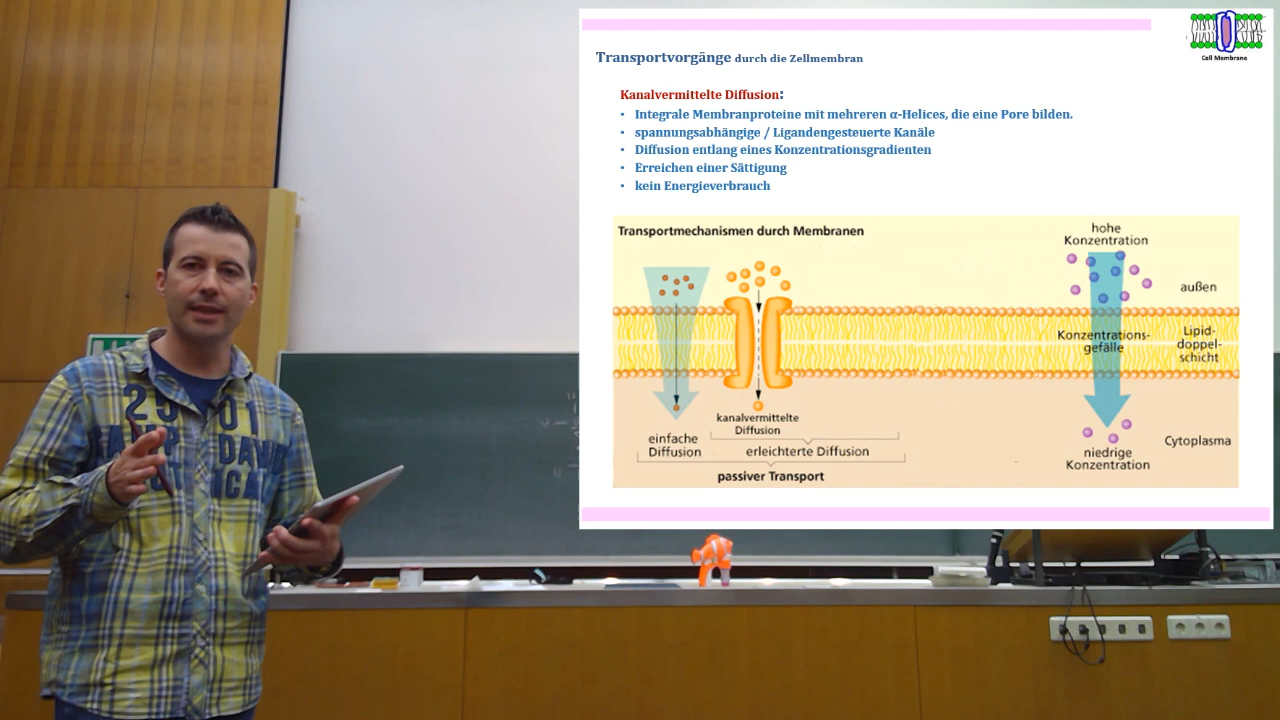 Cell Membrane
Transportvorgänge durch die Zellmembran
Kanalvermittelte Diffusion:
• Integrale Membranproteine mit mehreren α-Helices, die eine Pore bilden.
• spannungsabhängige / Ligandengesteuerte Kanäle
• Diffusion entlang eines Konzentrationsgradienten
• Erreichen einer Sättigung
• kein Energieverbrauch
Transportmechanismen durch Membranen
hohe
Konzentration
außen
Konzentrations-
gefälle
Lipid-
doppel-
schicht
kanalvermittelte
Diffusion
einfache
Diffusion
erleichterte Diffusion
passiver Transport
Cytoplasma
niedrige
Konzentration
25 01